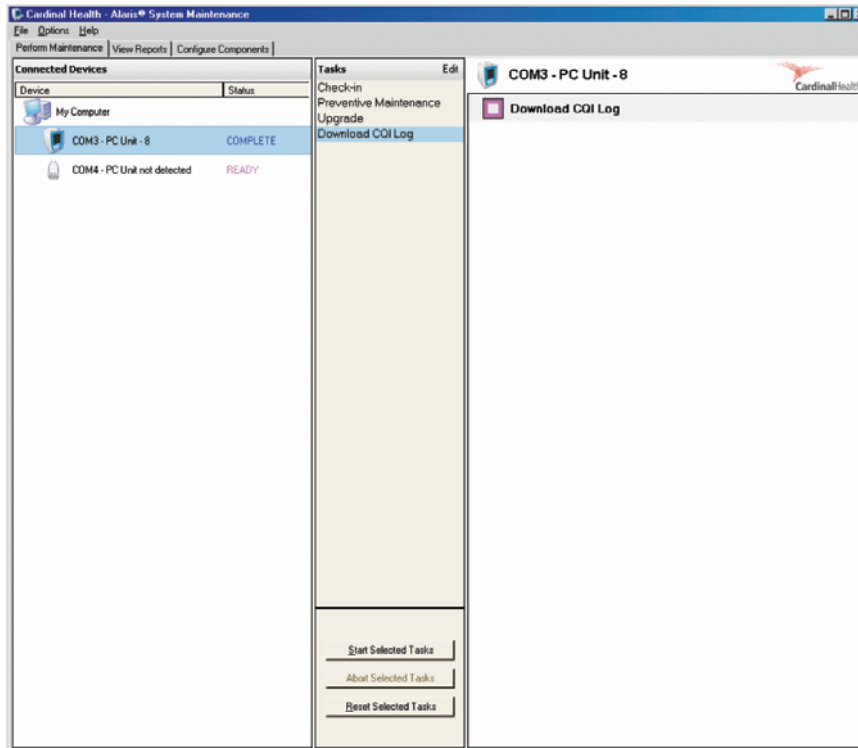 Cardinal Health - Alaris® System Maintenance
File Options Help
Perform Maintenance View Reports Configure Components
Connected Devices
Device Status
My Computer
COM3 - PC Unit - 8 COMPLETE
COM4 - PC Unit not detected READY
Tasks Edit
Check-in
Preventive Maintenance
Upgrade
Download CQI Log
Start Selected Tasks
Abort Selected Tasks
Reset Selected Tasks
COM3 - PC Unit - 8
CardinalHealth
Download CQI Log